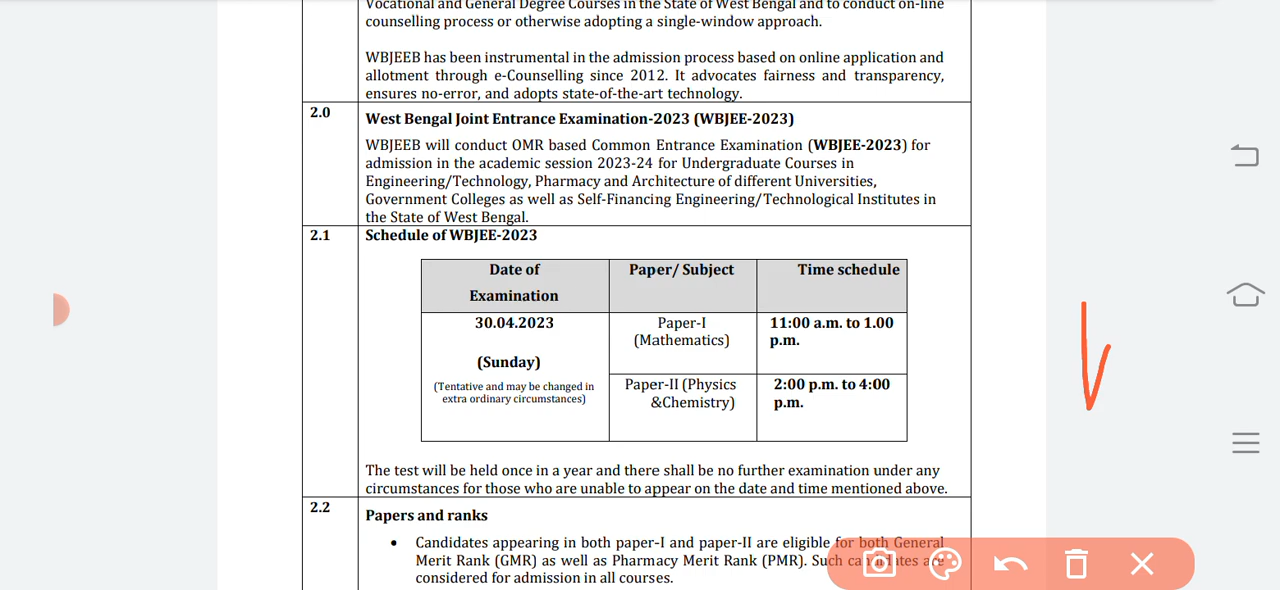 Vocational and General Degree Courses in the State of West Bengal and to conduct on-line
counselling process or otherwise adopting a single-window approach.
WBJEEB has been instrumental in the admission process based on online application and
allotment through e-Counselling since 2012. It advocates fairness and transparency,
ensures no-error, and adopts state-of-the-art technology.
2.0
West Bengal Joint Entrance Examination-2023 (WBJEE-2023)
WBJEEB will conduct OMR based Common Entrance Examination (WBJEE-2023) for
admission in the academic session 2023-24 for Undergraduate Courses in
Engineering/Technology, Pharmacy and Architecture of different Universities,
Government Colleges as well as Self-Financing Engineering/Technological Institutes in
the State of West Bengal.
2.1
Schedule of WBJEE-2023
Date of
Examination
Paper/ Subject
Time schedule
30.04.2023
(Sunday)
(Tentative and may be changed in
extra ordinary circumstances)
Paper-I
(Mathematics)
11:00 a.m. to 1.00
p.m.
Paper-II (Physics
&Chemistry)
2:00 p.m. to 4:00
p.m.
The test will be held once in a year and there shall be no further examination under any
circumstances for those who are unable to appear on the date and time mentioned above.
2.2
Papers and ranks
• Candidates appearing in both paper-I and paper-II are eligible for both General
Merit Rank (GMR) as well as Pharmacy Merit Rank (PMR). Such candidates are
considered for admission in all courses.